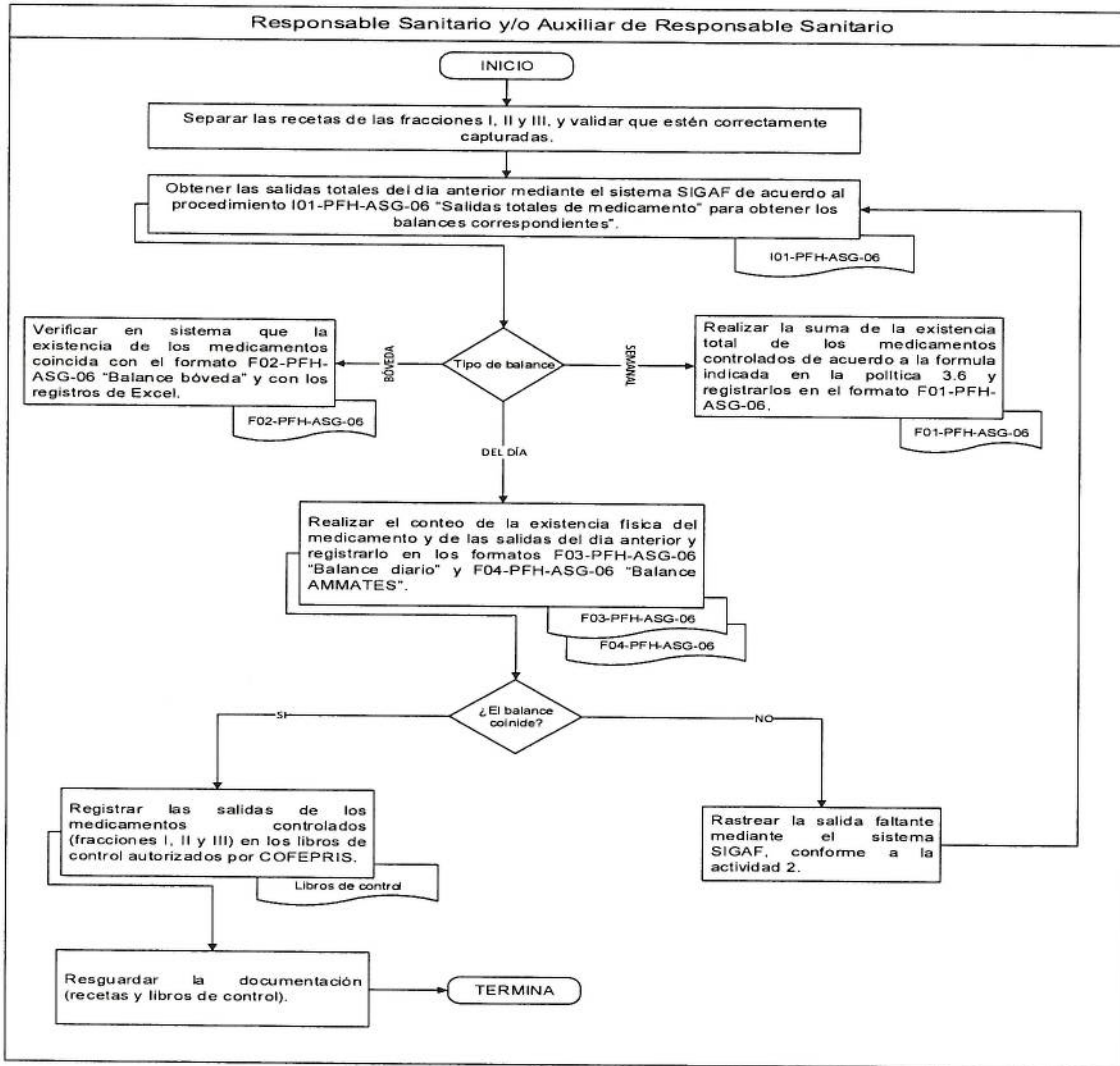 Responsable Sanitario y/o Auxiliar de Responsable Sanitario
INICIO
Separar las recetas de las fracciones I, II y III, y validar que estén correctamente
capturadas.
Obtener las salidas totales del día anterior mediante el sistema SIGAF de acuerdo al
procedimiento I01-PFH-ASG-06 “Salidas totales de medicamento” para obtener los
balances correspondientes”.
I01-PFH-ASG-06
Verificar en sistema que la
existencia de los medicamentos
coincida con el formato F02-PFH-
ASG-06 “Balance bóveda” y con los
registros de Excel.
F02-PFH-ASG-06
BÓVEDA
Tipo de balance
SEMANAL
Realizar la suma de la existencia
total de los medicamentos
controlados de acuerdo a la formula
indicada en la política 3.6 y
registrarlos en el formato F01-PFH-
ASG-06.
F01-PFH-ASG-06
DEL DÍA
Realizar el conteo de la existencia física del
medicamento y de las salidas del día anterior y
registrarlo en los formatos F03-PFH-ASG-06
“Balance diario” y F04-PFH-ASG-06 “Balance
AMMATES”.
F03-PFH-ASG-06
F04-PFH-ASG-06
¿El balance
coinide?
SI
NO
Registrar las salidas de los
medicamentos controlados
(fracciones I, II y III) en los libros de
control autorizados por COFEPRIS.
Libros de control
Rastrear la salida faltante
mediante el sistema
SIGAF, conforme a la
actividad 2.
Resguardar la documentación
(recetas y libros de control).
TERMINA